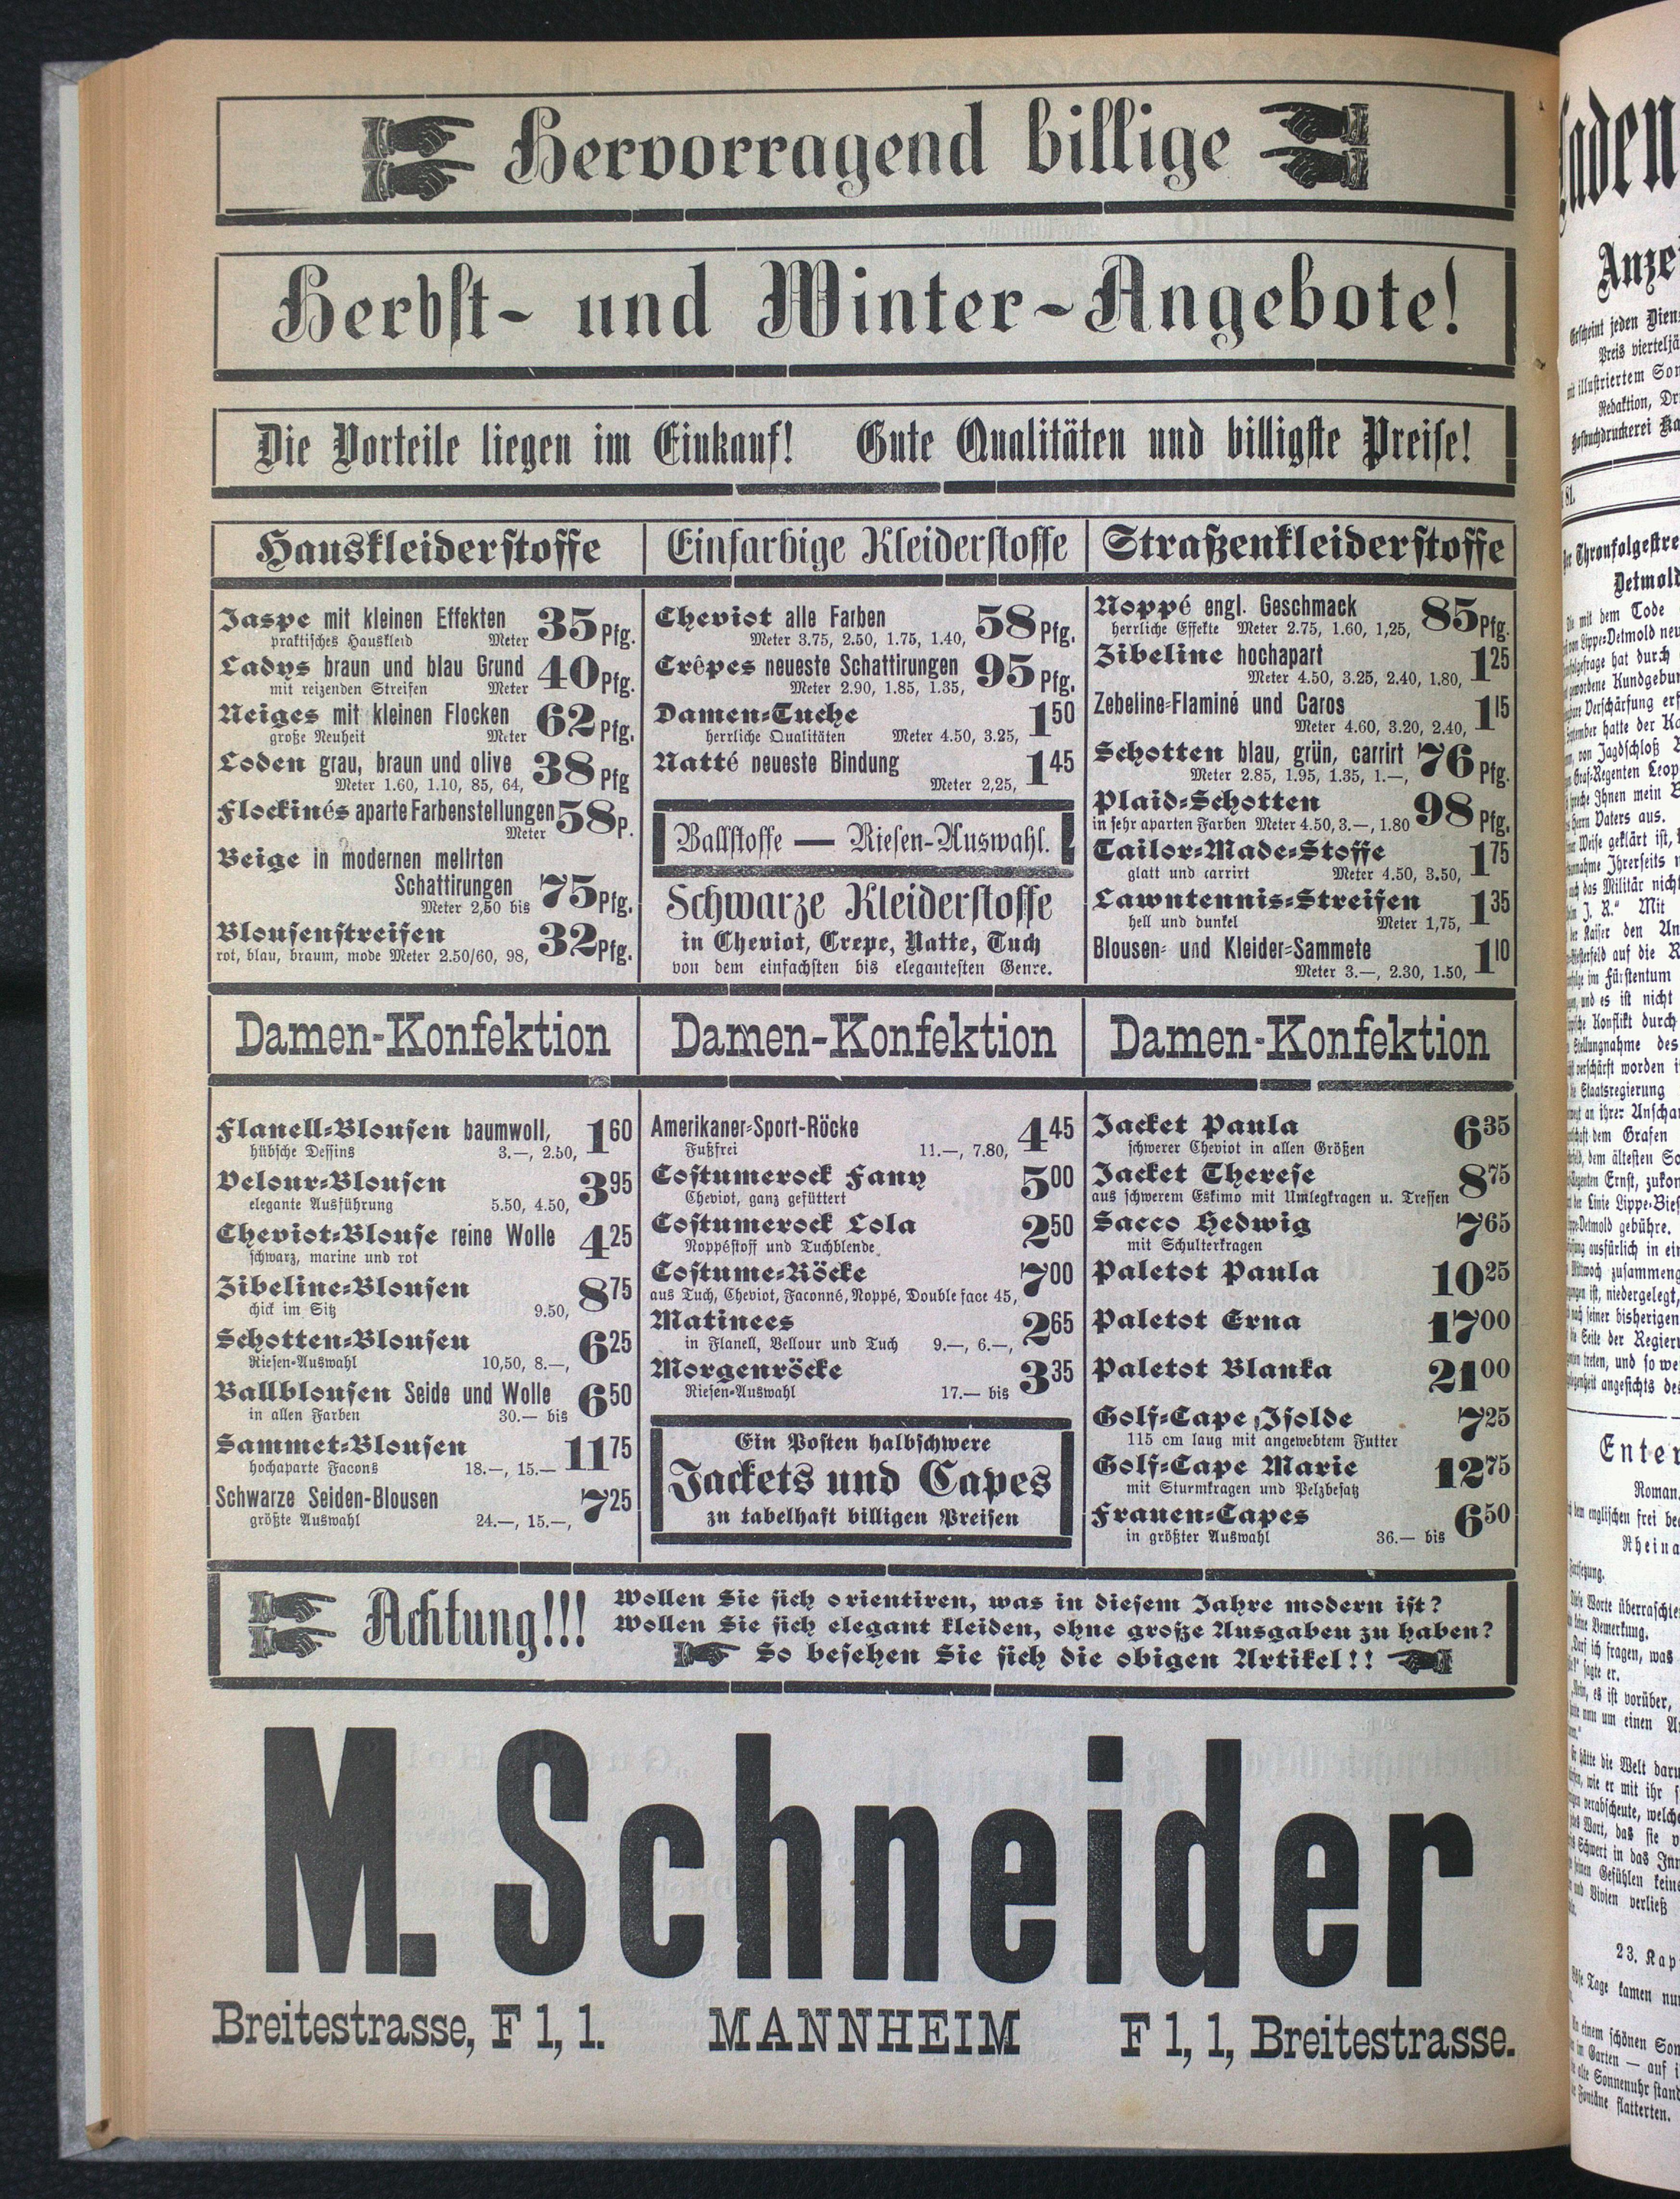 Hervorragend billige
Herbst- und Winter-Angebote!
Die Vorteile liegen im Einkauf! Gute Qualitäten und billigste Preise!
Hauskleiderstoffe
Jaspe mit kleinen Effekten 35 Pfg.
praktisches Hauskleid Meter
Ladys braun und blau Grund 40 Pfg.
mit reizenden Streifen Meter
Neiges mit kleinen Flocken 62 Pfg.
große Neuheit Meter
Loden grau, braun und olive 38 Pfg
Meter 1.60, 1.10, 85, 64,
Flockinés aparte Farbenstellungen 58 P.
Meter
Beige in modernen melirten
Schattirungen 75 Pfg.
Meter 2,50 bis
Blousenstreifen 32 Pfg.
rot, blau, braum, mode Meter 2.50/60, 98,
Einfarbige Kleiderstoffe
Cheviot alle Farben 58 Pfg.
Meter 3.75, 2.50, 1.75, 1.40,
Crêpes neueste Schattirungen 95 Pfg.
Meter 2.90, 1.85, 1.35,
Damen-Tuche 1 50
herrliche Qualitäten Meter 4.50, 3.25,
Natté neueste Bindung 1 45
Meter 2,25,
Ballstoffe — Riesen-Auswahl.
Schwarze Kleiderstoffe
in Cheviot, Crepe, Natte, Tuch
von dem einfachsten bis elegantesten Genre.
Straßenkleiderstoffe
Noppé engl. Geschmack 85 Pfg.
herrliche Effekte Meter 2.75, 1.60, 1,25,
Zibeline hochapart 1 25
Meter 4.50, 3.25, 2.40, 1.80,
Zebeline-Flaminé und Caros 1 15
Meter 4.60, 3.20, 2.40,
Schotten blau, grün, carrirt 76 Pfg.
Meter 2.85, 1.95, 1.35, 1.—,
Plaid-Schotten 98 Pfg.
in sehr aparten Farben Meter 4.50, 3.—, 1.80
Tailor-Made-Stoffe 1 75
glatt und carrirt Meter 4.50, 3.50,
Lawntennis-Streifen 1 35
hell und dunkel Meter 1,75,
Blousen- und Kleider-Sammete 1 10
Meter 3.—, 2.30, 1.50,
Damen-Konfektion
Flanell-Blousen baumwoll, 1 60
hübsche Dessins 3.—, 2.50,
Velour-Blousen 3 95
elegante Ausführung 5.50, 4.50,
Cheviot-Blouse reine Wolle 4 25
schwarz, marine und rot
Zibeline-Blousen 8 75
chick im Sitz 9.50,
Schotten-Blousen 6 25
Riesen-Auswahl 10,50, 8.—,
Ballblousen Seide und Wolle 6 50
in allen Farben 30.— bis
Sammet-Blousen 11 75
hochaparte Facons 18.—, 15.—
Schwarze Seiden-Blousen 7 25
größte Auswahl 24.—, 15.—,
Damen-Konfektion
Amerikaner-Sport-Röcke 4 45
Fußfrei 11.—, 7.80,
Costumerock Fany 5 00
Cheviot, ganz gefüttert
Costumerock Lola 2 50
Noppéstoff und Tuchblende
Costume-Röcke 7 00
aus Tuch, Cheviot, Faconné, Noppé, Double face 45,
Matinees 2 65
in Flanell, Vellour und Tuch 9.—, 6.—,
Morgenröcke 3 35
Riesen-Auswahl 17.— bis
Ein Posten halbschwere
Jackets und Capes
zu tabelhaft billigen Preisen
Damen-Konfektion
Jacket Paula 6 35
schwerer Cheviot in allen Größen
Jacket Therese 8 75
aus schwerem Eskimo mit Umlegkragen u. Tressen
Sacco Hedwig 7 65
mit Schulterkragen
Paletot Paula 10 25
Paletot Erna 17 00
Paletot Blanka 21 00
Golf-Cape Isolde 7 25
115 cm laug mit angewebtem Futter
Golf-Cape Marie 12 75
mit Sturmkragen und Pelzbesatz
Frauen-Capes 6 50
in größter Auswahl 36.— bis
Achtung!!!
Wollen Sie sich orientiren, was in diesem Jahre modern ist?
Wollen Sie sich elegant kleiden, ohne große Ausgaben zu haben?
So besehen Sie sich die obigen Artikel!!
M. Schneider
Breitestrasse, F 1, 1. MANNHEIM F 1, 1, Breitestrasse.